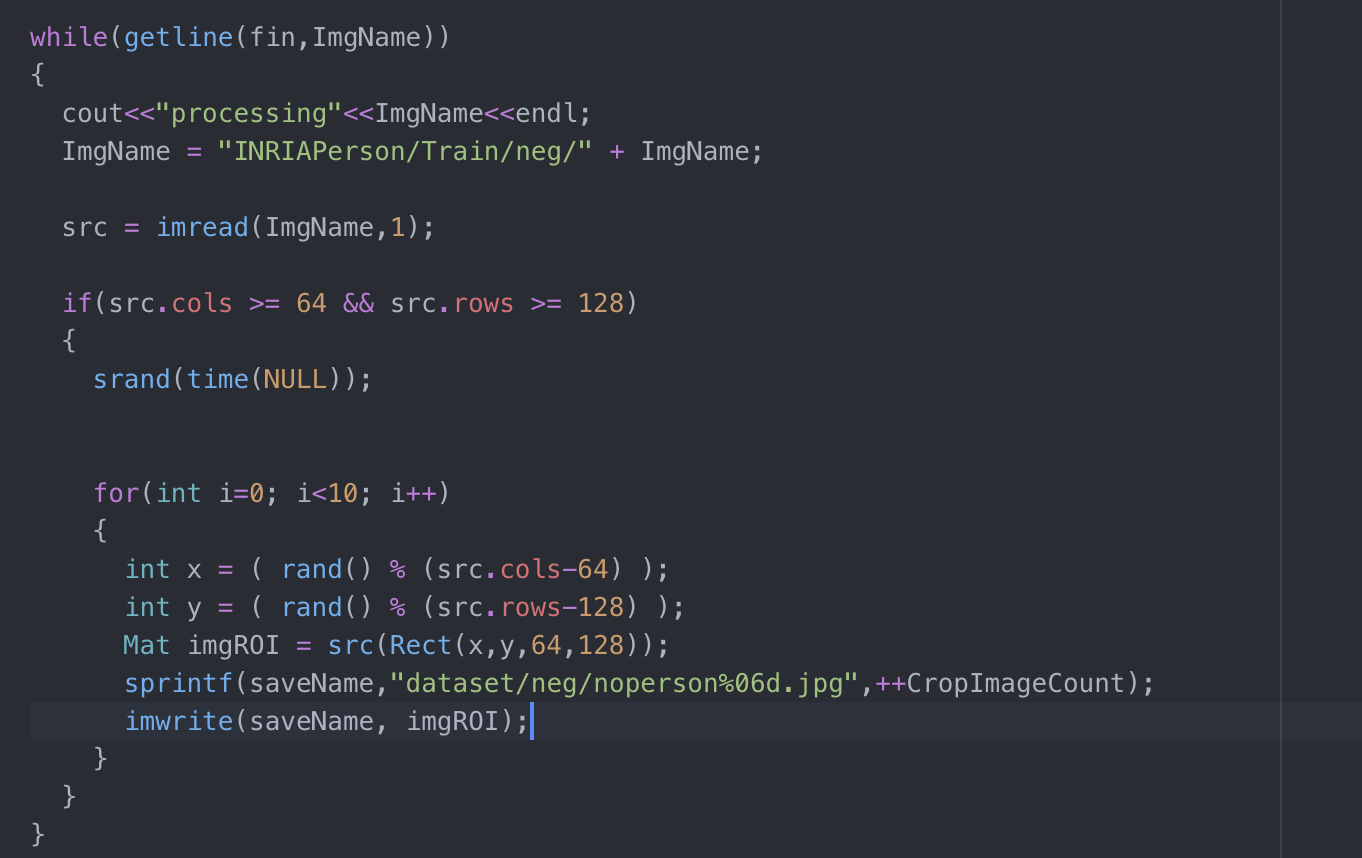 while(getline(fin,ImgName))
{
  cout<<"processing"<<ImgName<<endl;
  ImgName = "INRIAPerson/Train/neg/" + ImgName;
  src = imread(ImgName,1);
  if(src.cols >= 64 && src.rows >= 128)
  {
    srand(time(NULL));
    for(int i=0; i<10; i++)
    {
      int x = ( rand() % (src.cols-64) );
      int y = ( rand() % (src.rows-128) );
      Mat imgROI = src(Rect(x,y,64,128));
      sprintf(saveName,"dataset/neg/noperson%06d.jpg",++CropImageCount);
      imwrite(saveName, imgROI);
    }
  }
}